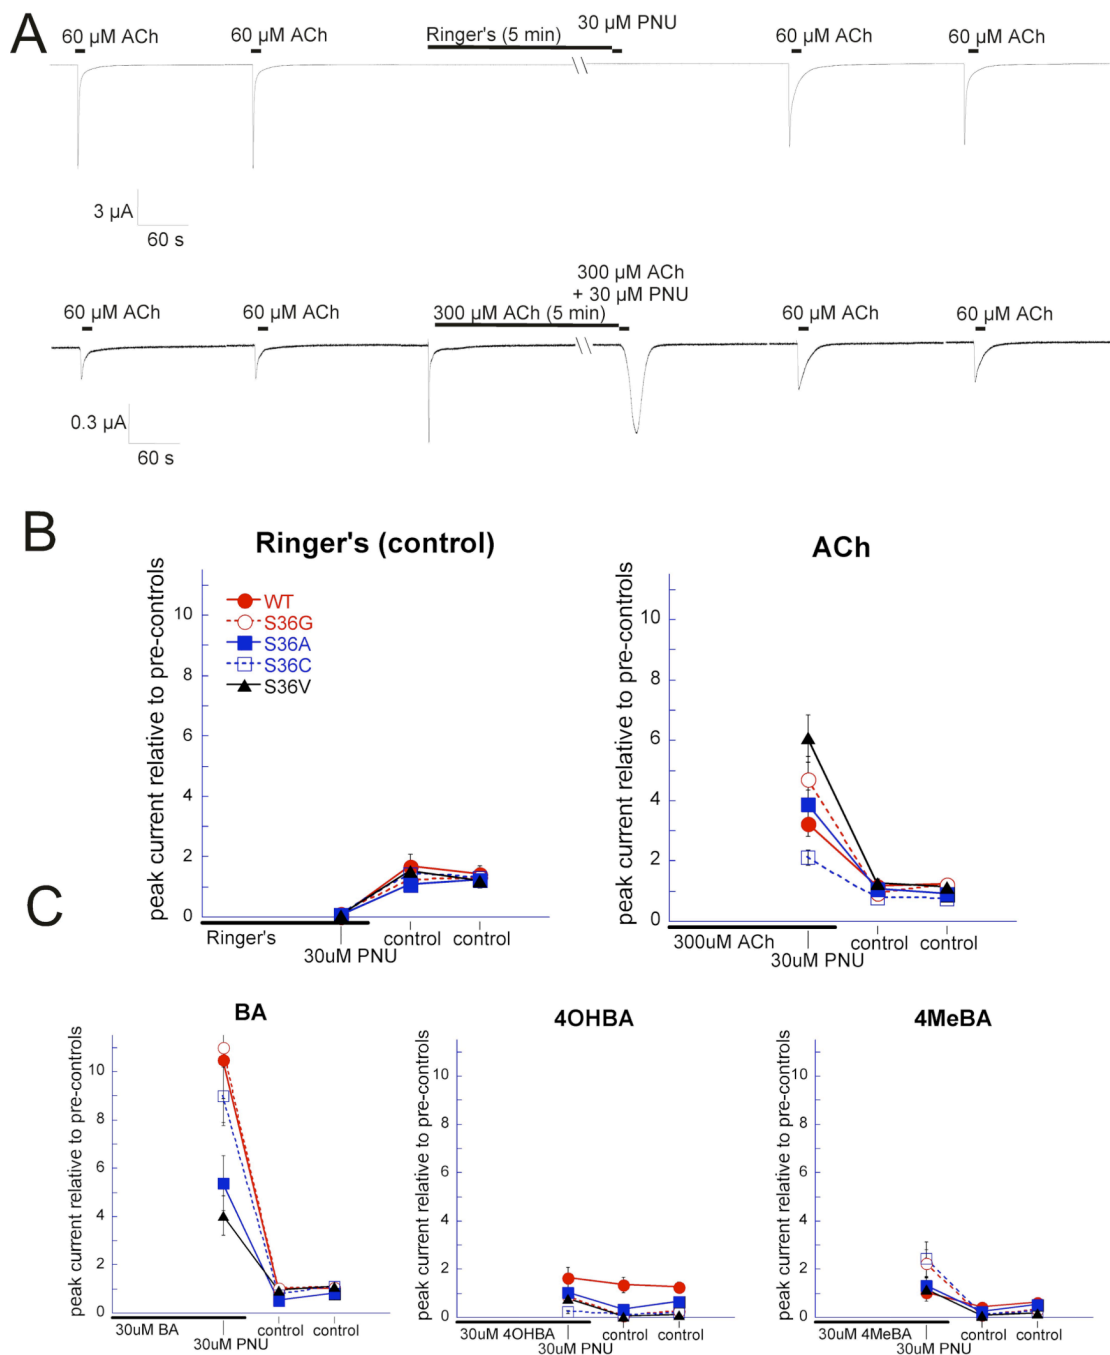 A
60 µM ACh
60 µM ACh
Ringer's (5 min)
30 µM PNU
60 µM ACh
60 µM ACh
3 µA
60 s
300 µM ACh
+ 30 µM PNU
60 µM ACh
60 µM ACh
300 µM ACh (5 min)
60 µM ACh
60 µM ACh
0.3 µA
60 s
B
Ringer's (control)
peak current relative to pre-controls
10
8
6
4
2
0
WT
S36G
S36A
S36C
S36V
Ringer's
30uM PNU
control
control
ACh
peak current relative to pre-controls
10
8
6
4
2
0
300uM ACh
30uM PNU
control
control
C
BA
peak current relative to pre-controls
10
8
6
4
2
0
30uM BA
30uM PNU
control
control
4OHBA
peak current relative to pre-controls
10
8
6
4
2
0
30uM 4OHBA
30uM PNU
control
control
4MeBA
peak current relative to pre-controls
10
8
6
4
2
0
30uM 4MeBA
30uM PNU
control
control